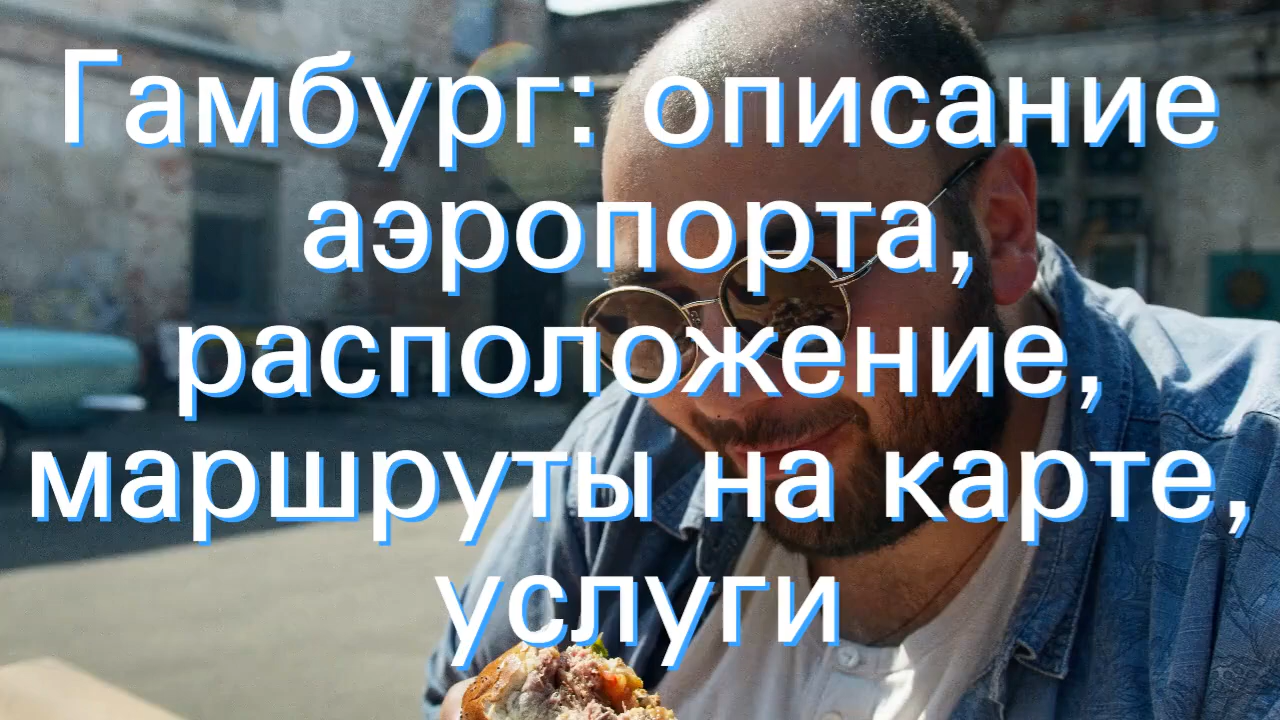 Гамбург: описание
аэропорта,
расположение,
маршруты на карте,
услуги